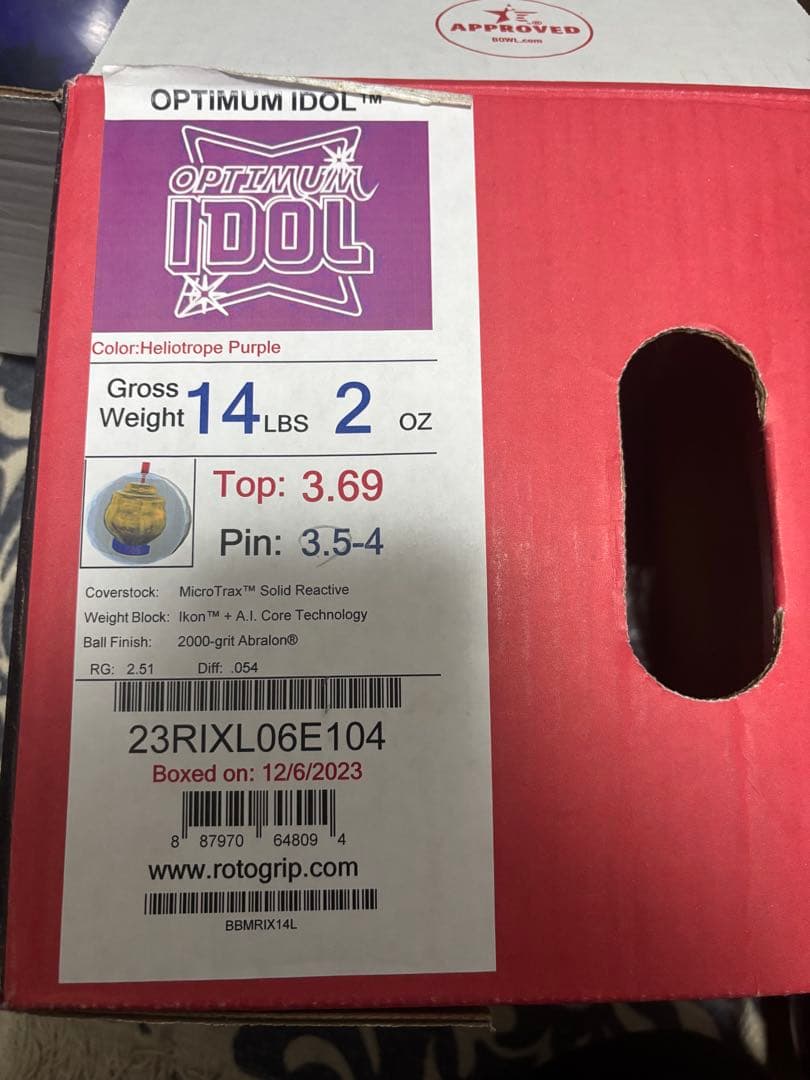 APPROVED
BOWL.com
OPTIMUM IDOL™
OPTIMUM
IDOL
Color:Heliotrope Purple
Gross Weight 14 LBS 2 OZ
Top: 3.69
Pin: 3.5-4
Coverstock: MicroTrax™ Solid Reactive
Weight Block: Ikon™ + A.I. Core Technology
Ball Finish: 2000-grit Abralon®
RG: 2.51 Diff: .054
23RIXL06E104
Boxed on: 12/6/2023
8 87970 64809 4
www.rotogrip.com
BBMRIX14L